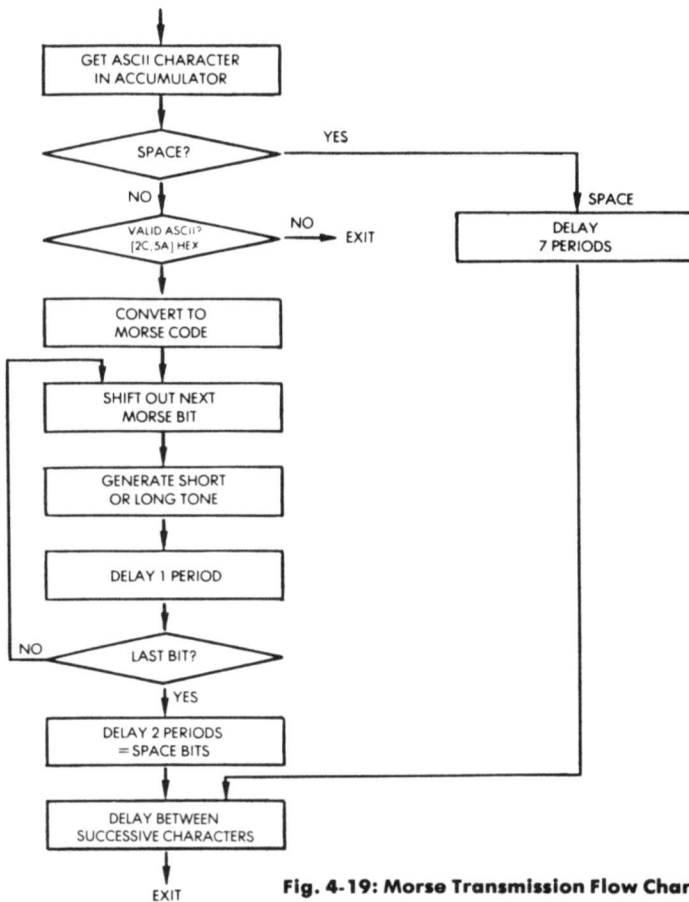 GET ASCII CHARACTER
IN ACCUMULATOR
SPACE?
YES
NO
SPACE
VALID ASCII?
[2C, 5A] HEX
NO
EXIT
DELAY
7 PERIODS
CONVERT TO
MORSE CODE
SHIFT OUT NEXT
MORSE BIT
GENERATE SHORT
OR LONG TONE
DELAY 1 PERIOD
NO
LAST BIT?
YES
DELAY 2 PERIODS
= SPACE BITS
DELAY BETWEEN
SUCCESSIVE CHARACTERS
EXIT
Fig. 4-19: Morse Transmission Flow Char